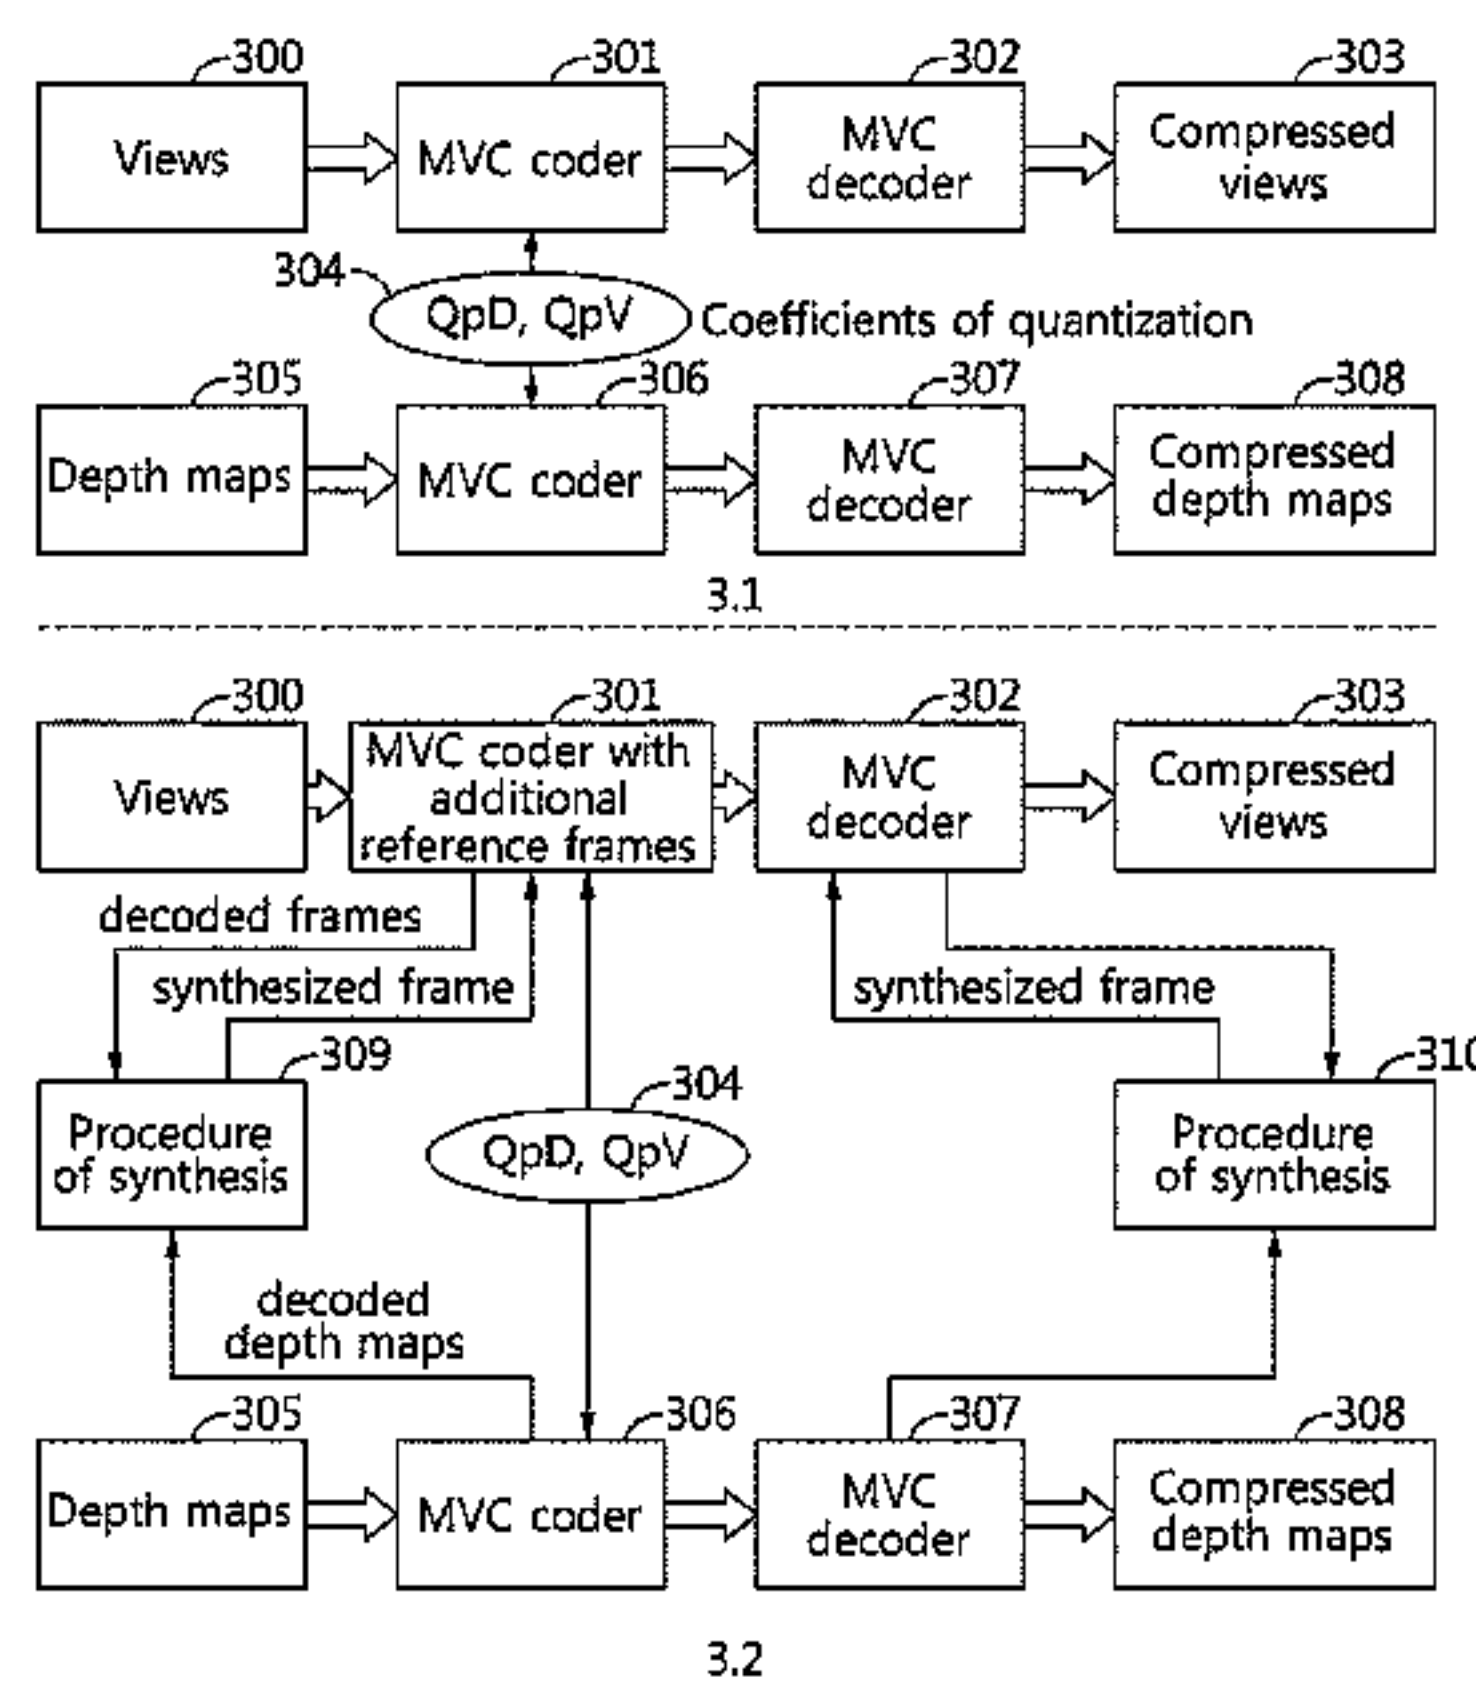 300
301
302
303
Views
MVC coder
MVC
decoder
Compressed
views
304
QpD, QpV
Coefficients of quantization
305
306
307
308
Depth maps
MVC coder
MVC
decoder
Compressed
depth maps
3.1
300
301
302
303
Views
MVC coder with
additional
reference frames
MVC
decoder
Compressed
views
decoded frames
synthesized frame
synthesized frame
309
304
310
Procedure
of synthesis
QpD, QpV
Procedure
of synthesis
decoded
depth maps
305
306
307
308
Depth maps
MVC coder
MVC
decoder
Compressed
depth maps
3.2